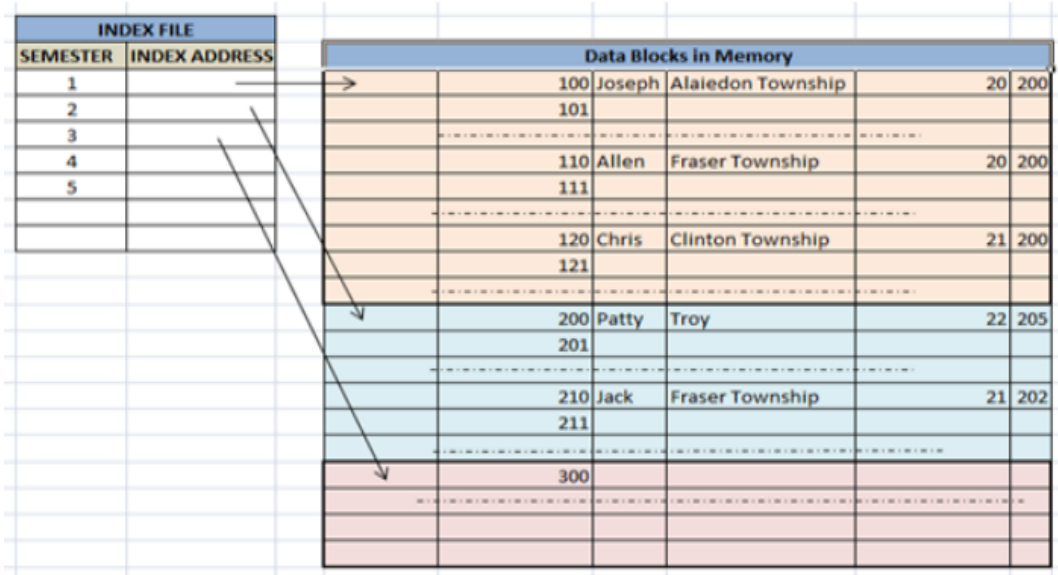 INDEX FILE
SEMESTER INDEX ADDRESS
1
2
3
4
5
Data Blocks in Memory
100 Joseph Alaiedon Township 20 200
101
110 Allen Fraser Township 20 200
111
120 Chris Clinton Township 21 200
121
200 Patty Troy 22 205
201
210 Jack Fraser Township 21 202
211
300